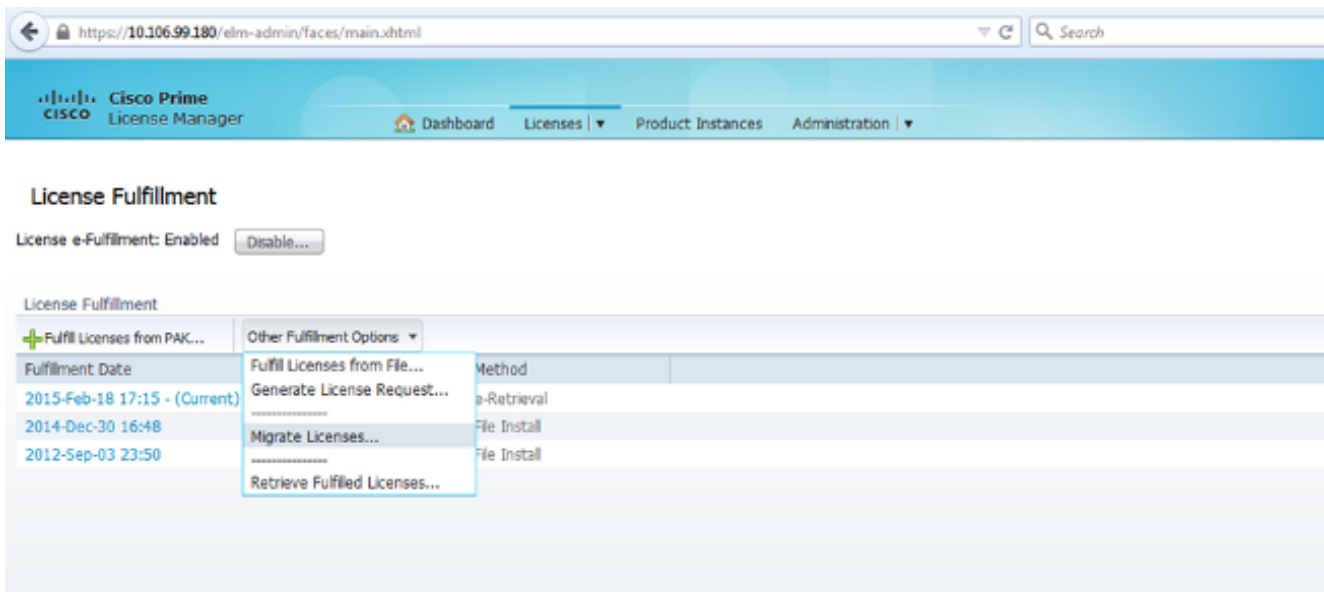 https://10.106.99.180/elm-admin/faces/main.xhtml
Search
cisco
Cisco Prime
License Manager
Dashboard
Licenses
Product Instances
Administration
License Fulfillment
License e-Fulfillment: Enabled
Disable...
License Fulfillment
Fulfill Licenses from PAK...
Other Fulfillment Options
Fulfillment Date
Method
2015-Feb-18 17:15 - (Current)
e-Retrieval
2014-Dec-30 16:48
File Install
2012-Sep-03 23:50
File Install
Fulfill Licenses from File...
Generate License Request...
---------------
Migrate Licenses...
---------------
Retrieve Fulfilled Licenses...